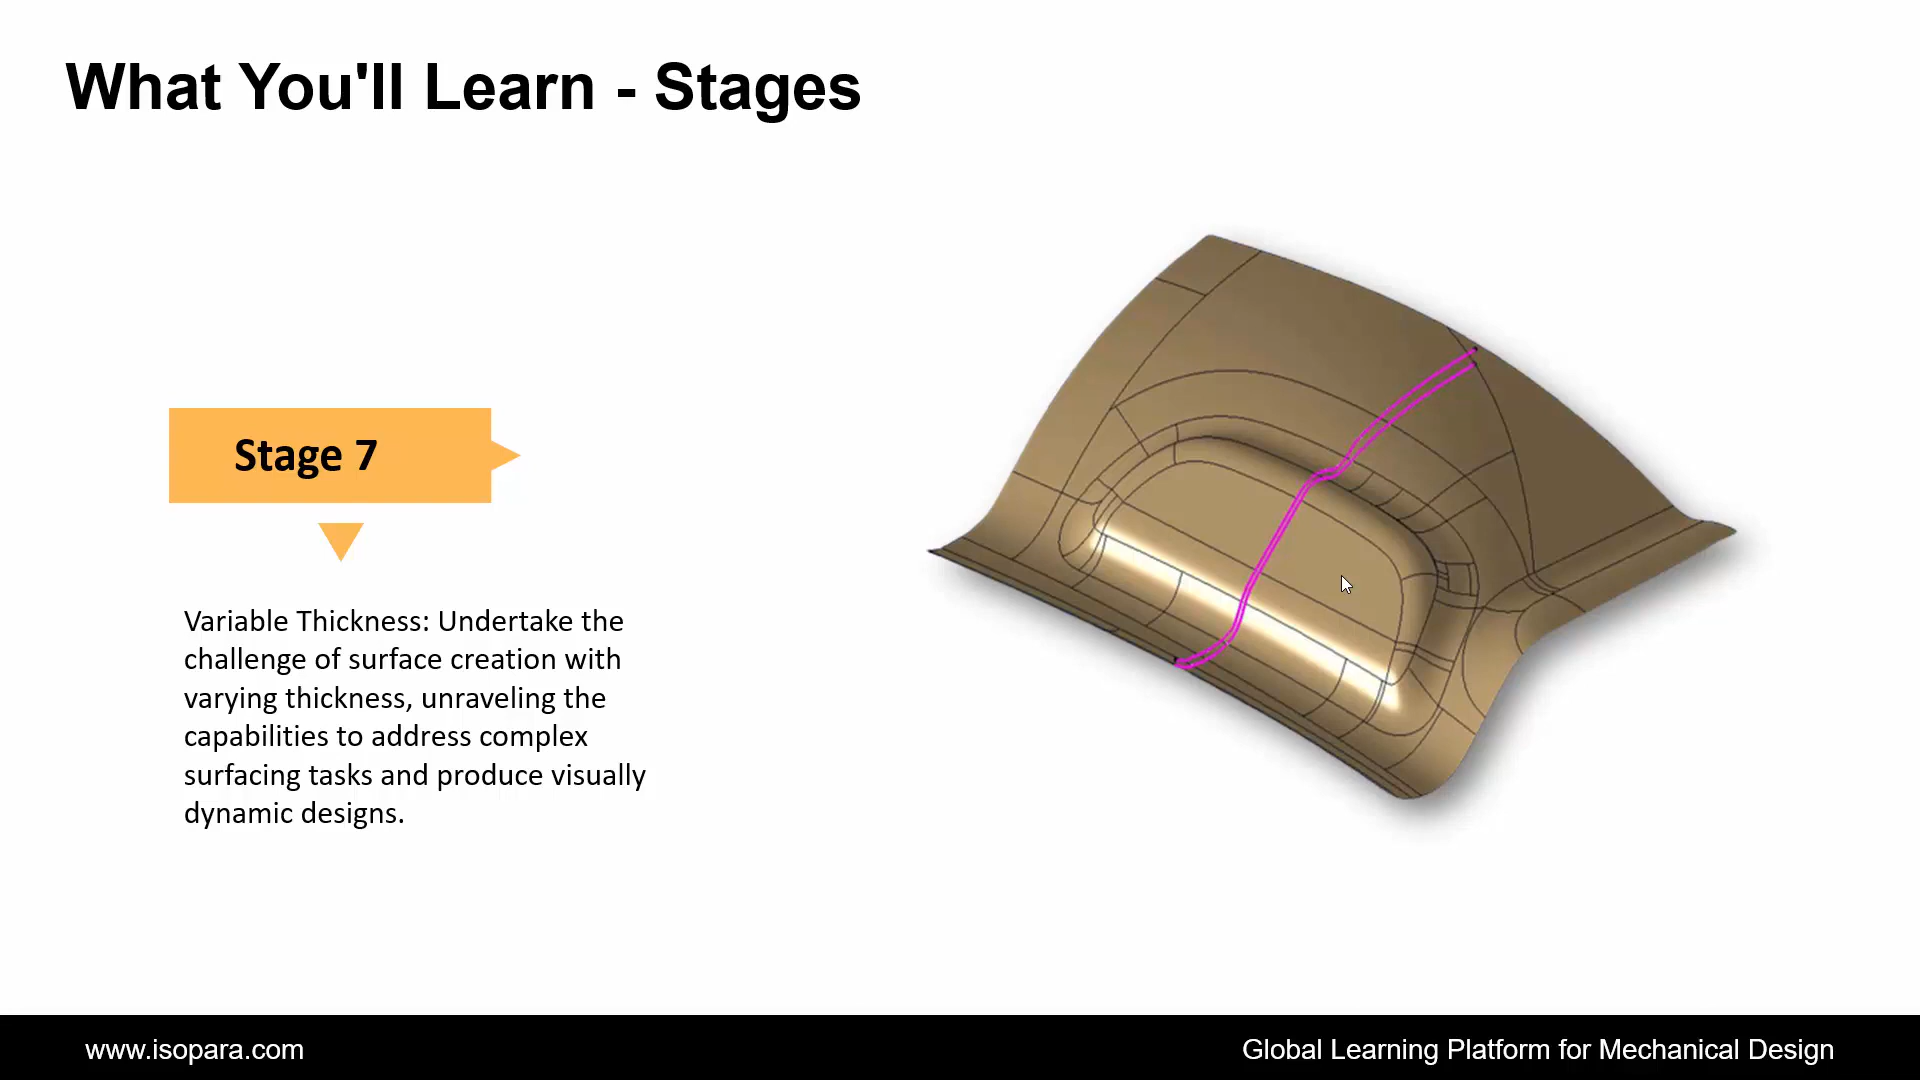 What You'll Learn - Stages
Stage 7
Variable Thickness: Undertake the
challenge of surface creation with
varying thickness, unraveling the
capabilities to address complex
surfacing tasks and produce visually
dynamic designs.
www.isopara.com
Global Learning Platform for Mechanical Design